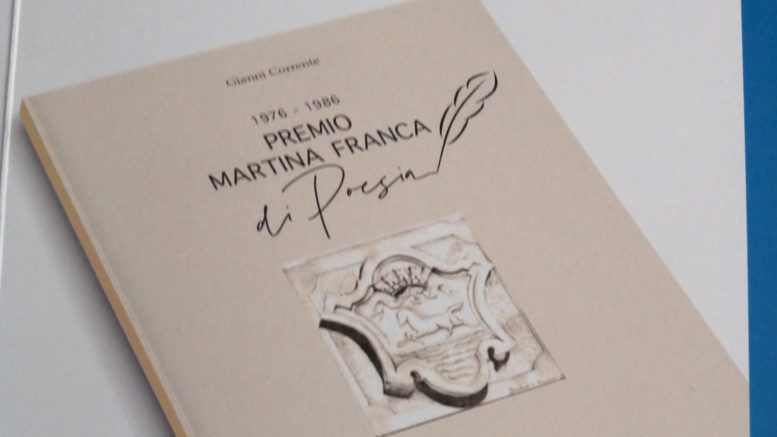 Gianni Corrente
1976 - 1986
PREMIO
MARTINA FRANCA
di Poesia